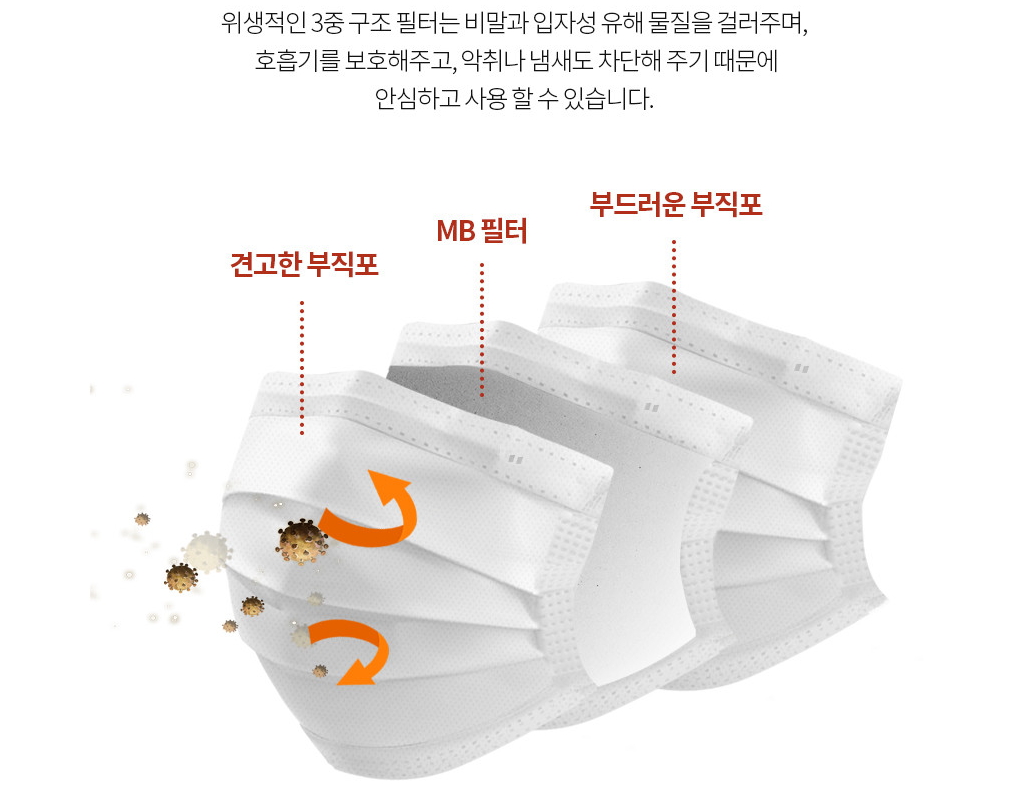 위생적인 3중 구조 필터는 비말과 입자성 유해 물질을 걸러주며,
호흡기를 보호해주고, 악취나 냄새도 차단해 주기 때문에
안심하고 사용 할 수 있습니다.
부드러운 부직포
MB 필터
견고한 부직포